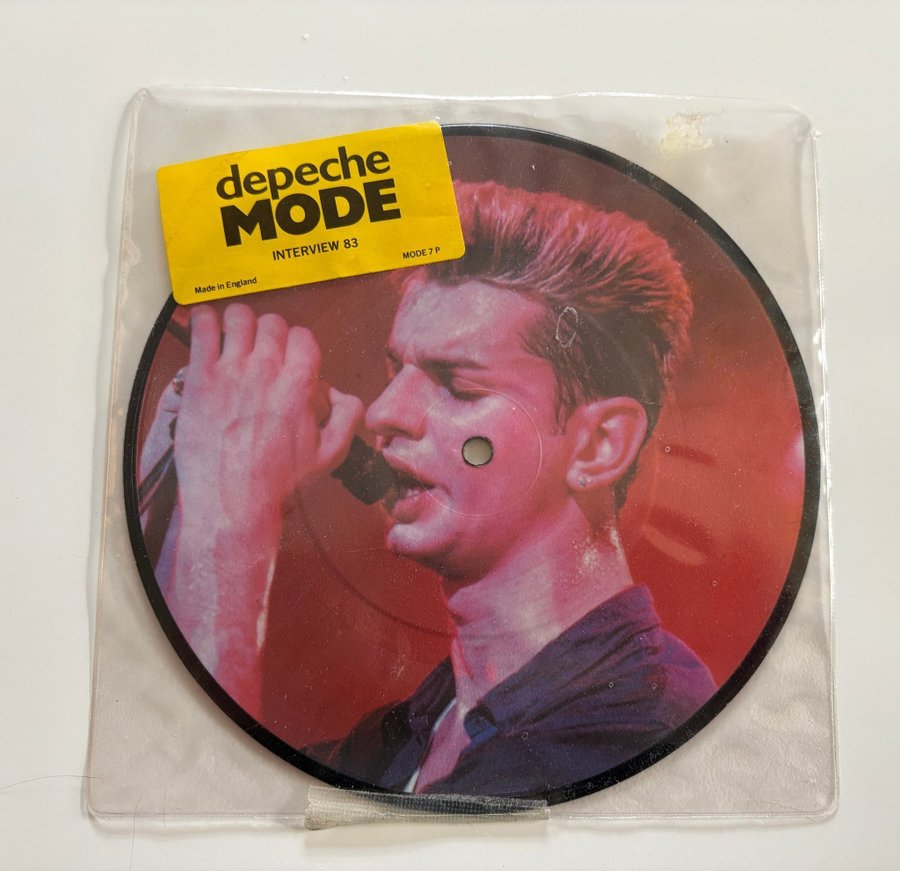 depeche
MODE
INTERVIEW 83
MODE 7 P
Made in England